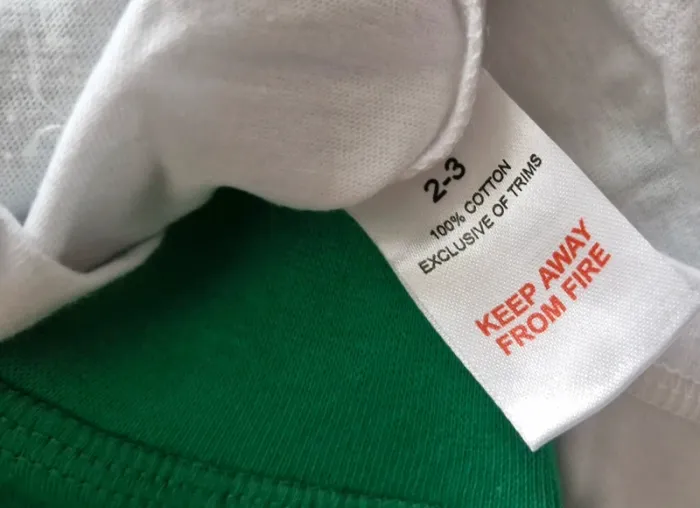 2-3
100% COTTON
EXCLUSIVE OF TRIMS
KEEP AWAY
FROM FIRE